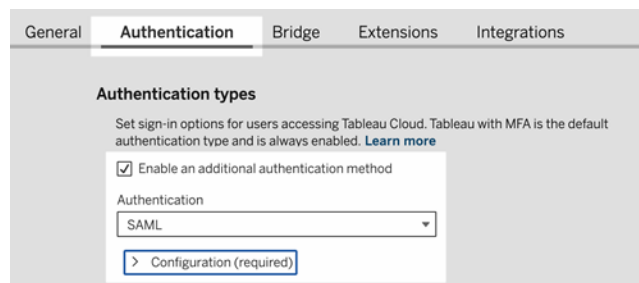 General Authentication Bridge Extensions Integrations
Authentication types
Set sign-in options for users accessing Tableau Cloud. Tableau with MFA is the default
authentication type and is always enabled. Learn more
Enable an additional authentication method
Authentication
SAML
Configuration (required)